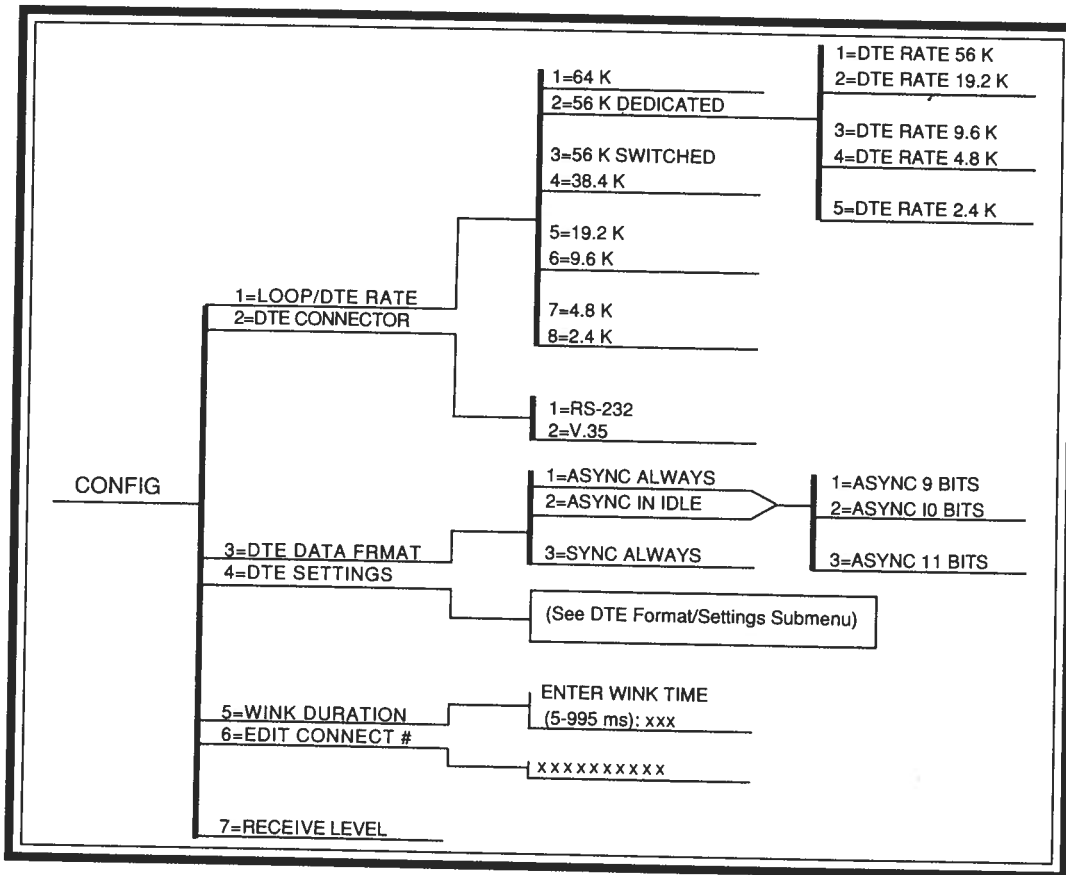 CONFIG
1=LOOP/DTE RATE
2=DTE CONNECTOR
3=DTE DATA FRMAT
4=DTE SETTINGS
5=WINK DURATION
6=EDIT CONNECT #
7=RECEIVE LEVEL
1=64 K
2=56 K DEDICATED
3=56 K SWITCHED
4=38.4 K
5=19.2 K
6=9.6 K
7=4.8 K
8=2.4 K
1=DTE RATE 56 K
2=DTE RATE 19.2 K
3=DTE RATE 9.6 K
4=DTE RATE 4.8 K
5=DTE RATE 2.4 K
1=RS-232
2=V.35
1=ASYNC ALWAYS
2=ASYNC IN IDLE
3=SYNC ALWAYS
1=ASYNC 9 BITS
2=ASYNC I0 BITS
3=ASYNC 11 BITS
(See DTE Format/Settings Submenu)
ENTER WINK TIME
(5-995 ms): xxx
x x x x x x x x x x